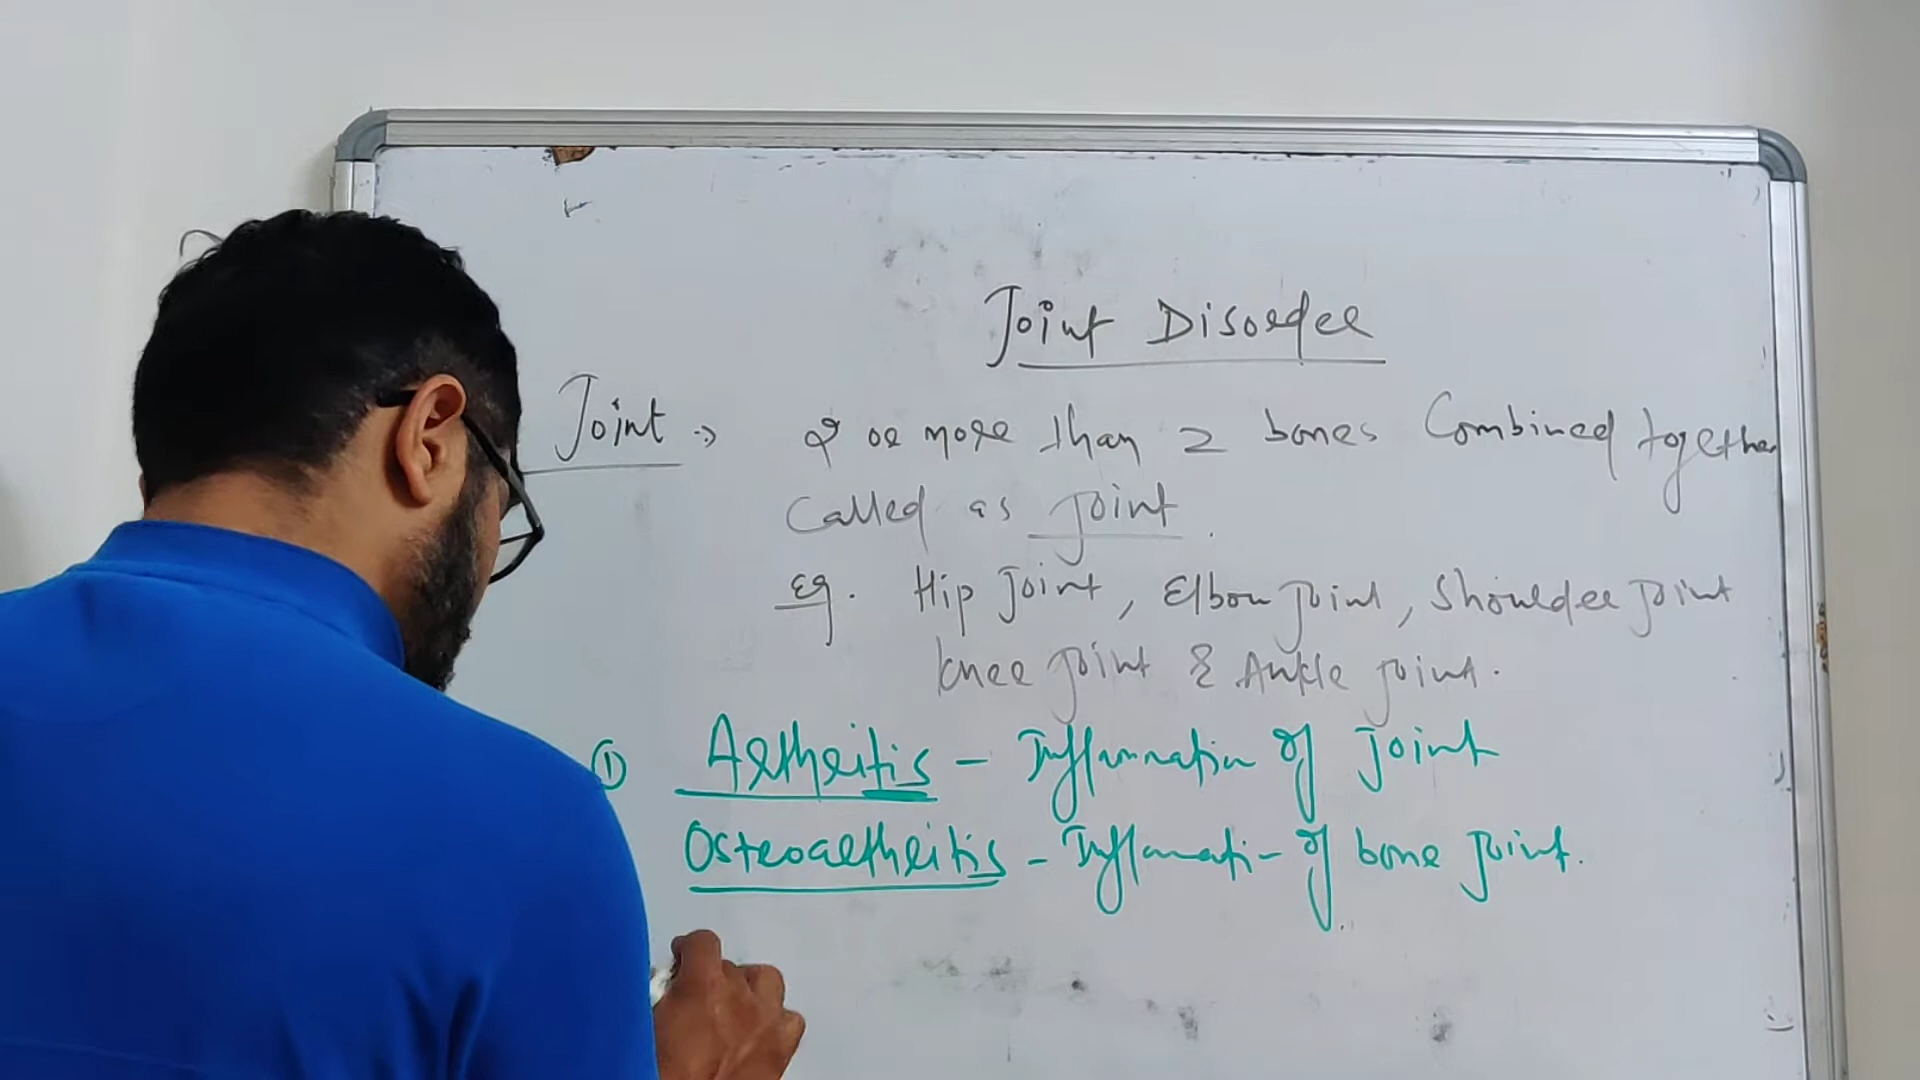 Joint Disorder
Joint → 2 or more than 2 bones Combined together
Called as joint.
Eg. Hip joint, Elbow joint, Shoulder joint
knee joint & Ankle joint.
① Arthritis - Inflammation of joint
Osteoarthritis - Inflammation of bone joint.